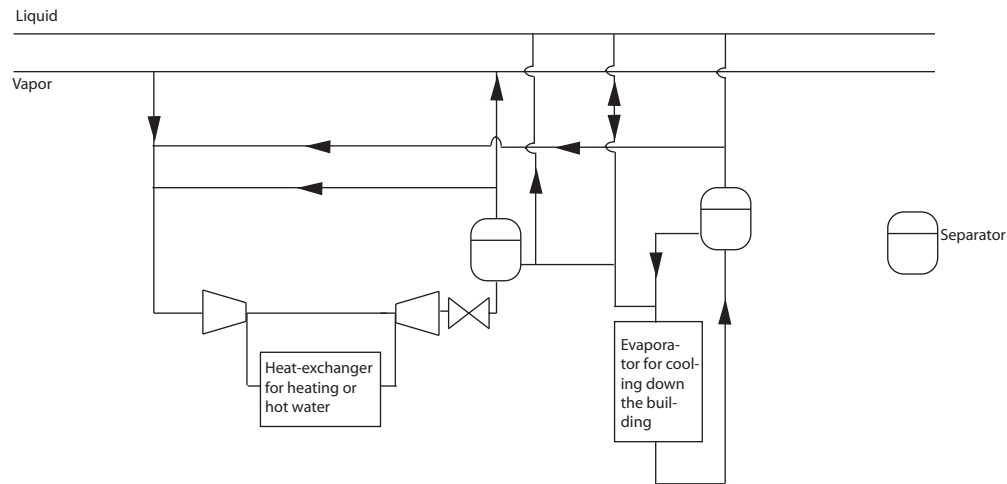 Liquid
Vapor
Separator
Heat-exchanger
for heating or
hot water
Evapora-
tor for cool-
ing down
the buil-
ding